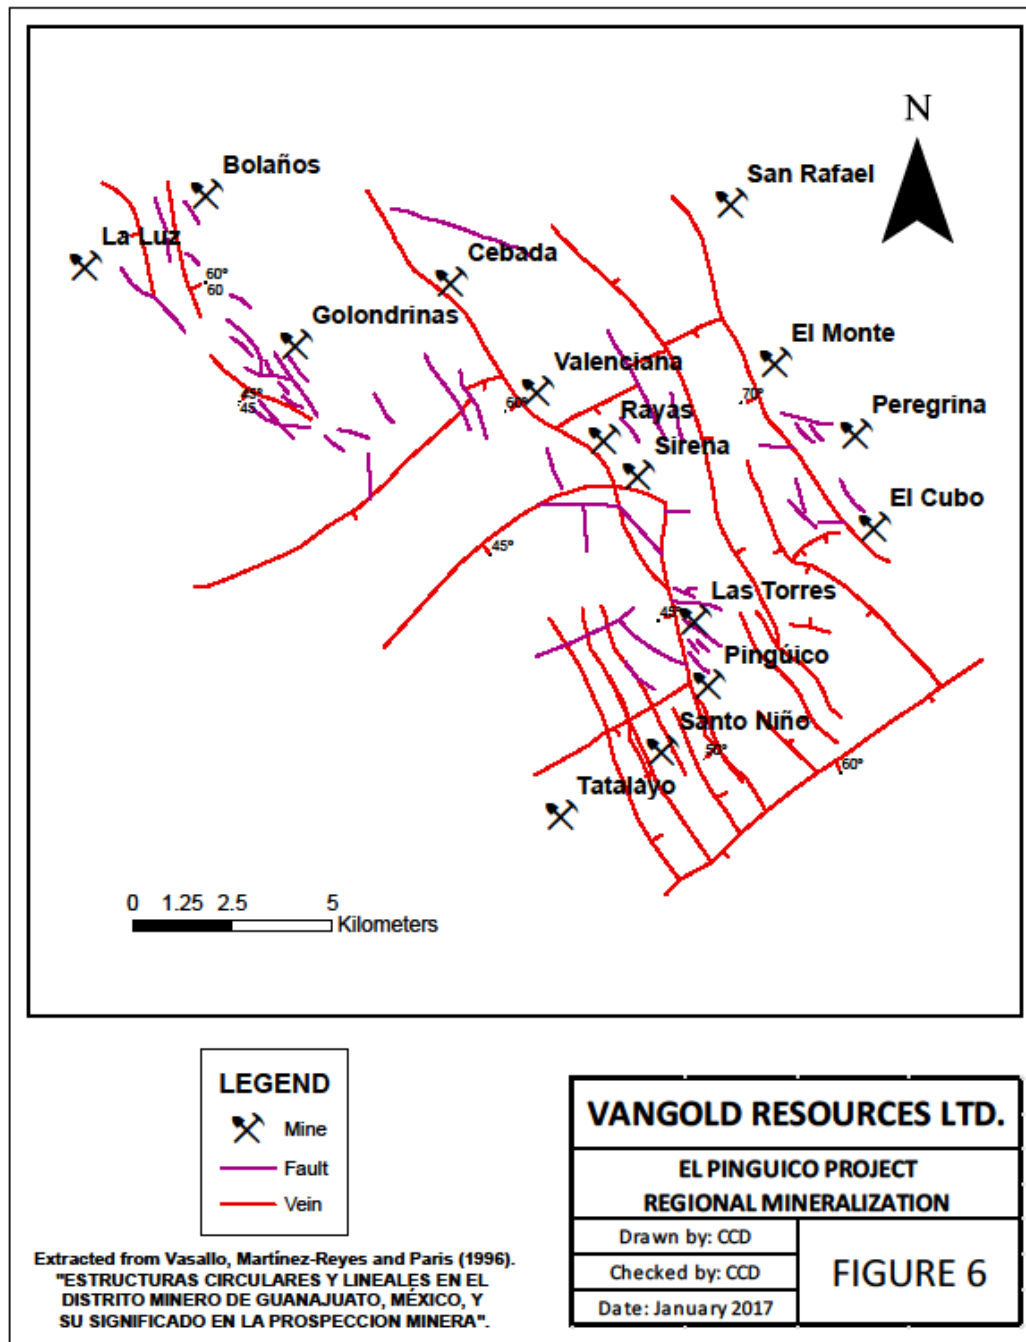 N
Bolaños
San Rafael
La Luz
Cebada
60°
60
Golondrinas
El Monte
Valenciana
45°
45
60°
70°
Rayas
Peregrina
Sirena
El Cubo
45°
Las Torres
45°
Pingüico
Santo Niño
50°
60°
Tatalayo
0 1.25 2.5 5
Kilometers
LEGEND
Mine
Fault
Vein
Extracted from Vasallo, Martínez-Reyes and Paris (1996).
"ESTRUCTURAS CIRCULARES Y LINEALES EN EL
DISTRITO MINERO DE GUANAJUATO, MÉXICO, Y
SU SIGNIFICADO EN LA PROSPECCION MINERA".
VANGOLD RESOURCES LTD.
EL PINGUICO PROJECT
REGIONAL MINERALIZATION
Drawn by: CCD
Checked by: CCD
Date: January 2017
FIGURE 6